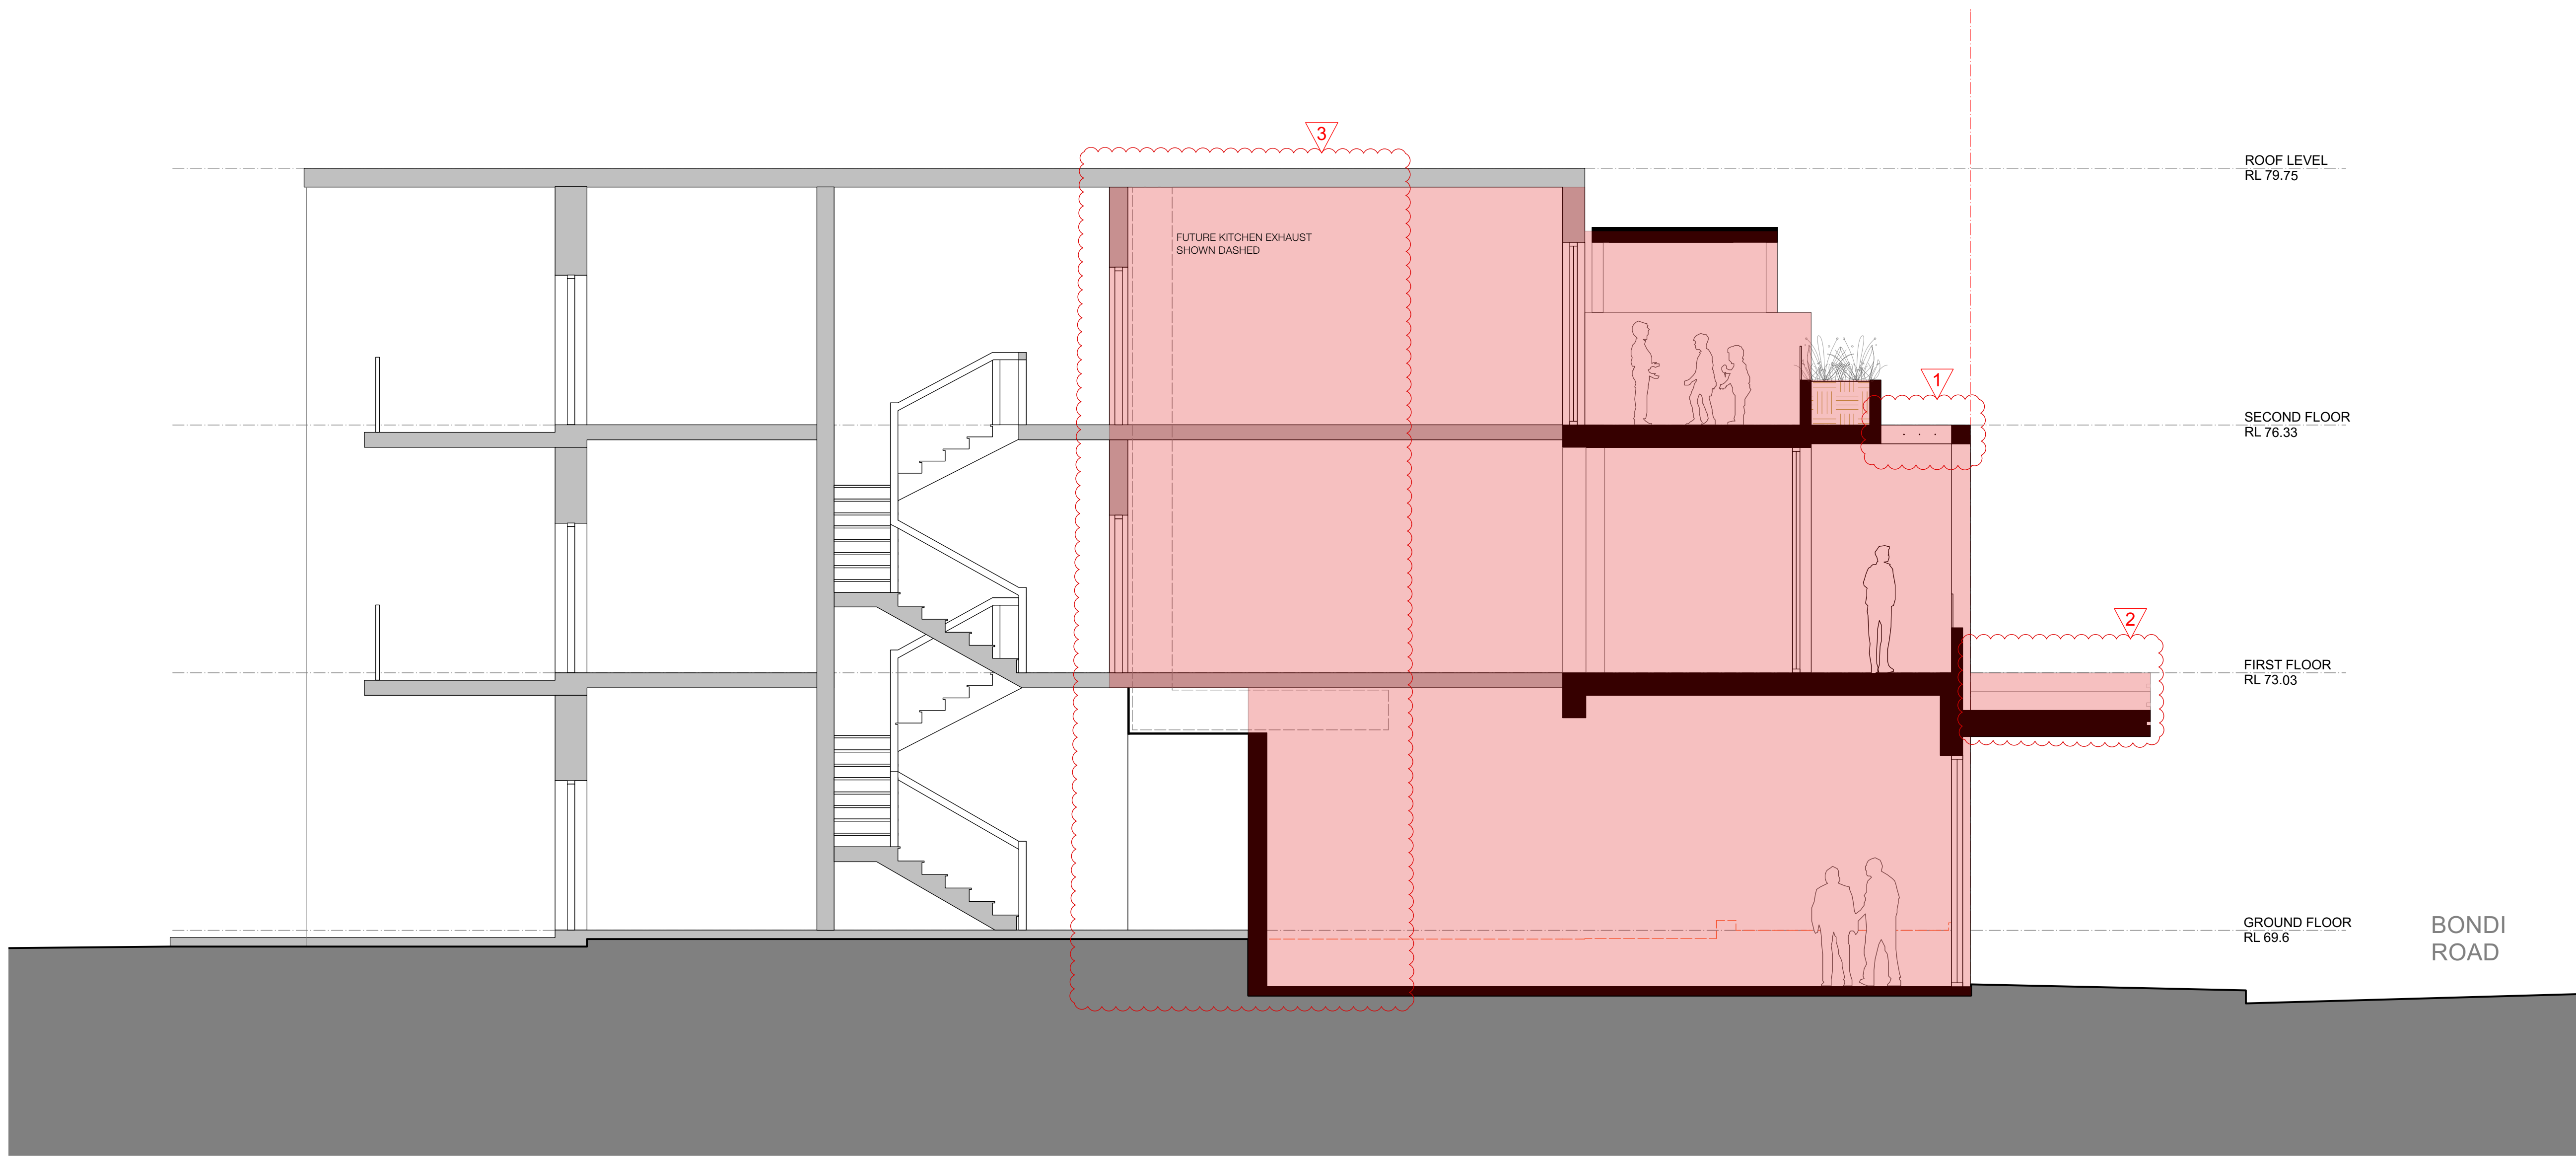 3
ROOF LEVEL
RL 79.75
FUTURE KITCHEN EXHAUST
SHOWN DASHED
1
SECOND FLOOR
RL 76.33
2
FIRST FLOOR
RL 73.03
GROUND FLOOR
RL 69.6
BONDI
ROAD